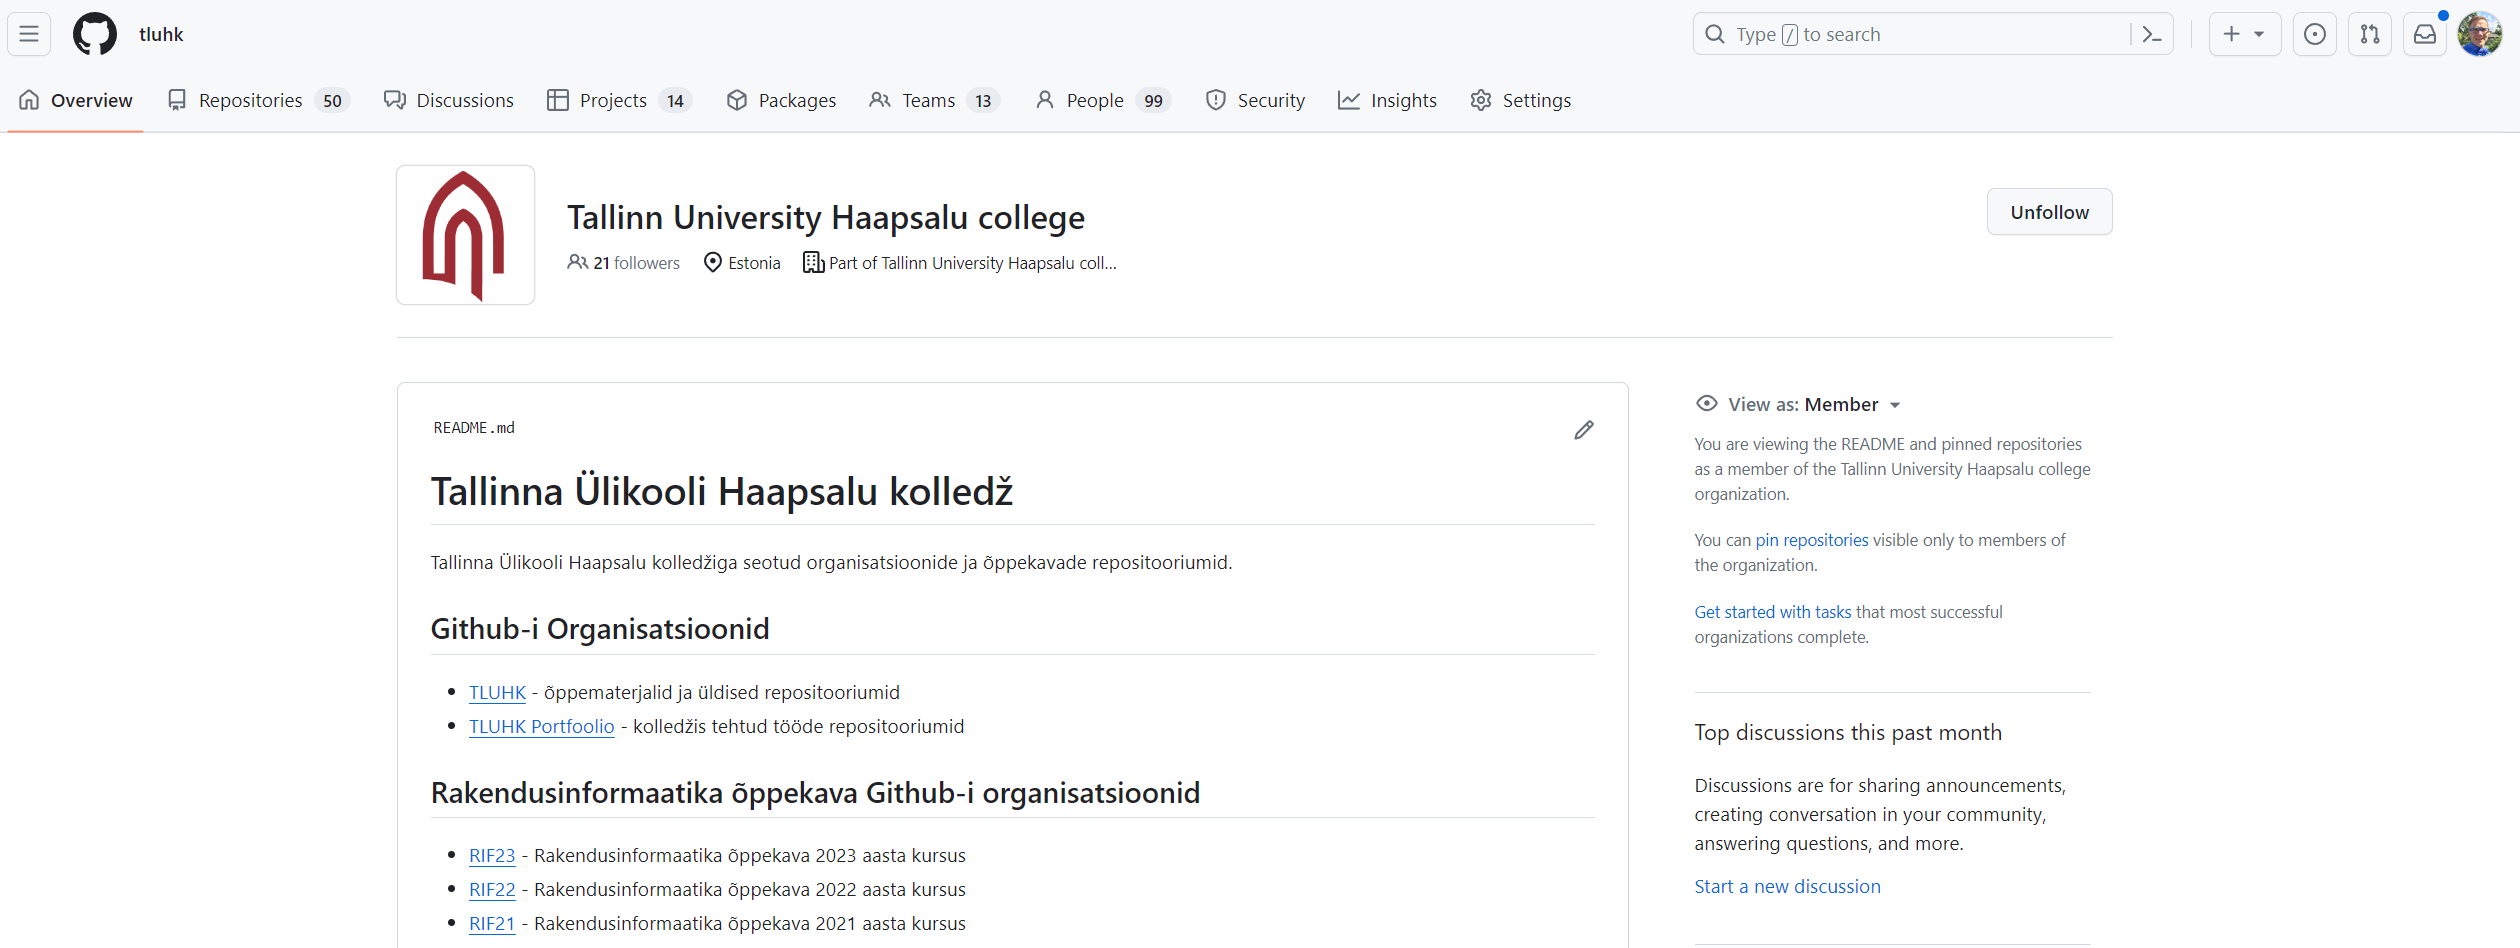 tluhk
Type / to search
Overview
Repositories 50
Discussions
Projects 14
Packages
Teams 13
People 99
Security
Insights
Settings
Tallinn University Haapsalu college
21 followers
Estonia
Part of Tallinn University Haapsalu coll...
Unfollow
README.md
Tallinna Ülikooli Haapsalu kolledž
Tallinna Ülikooli Haapsalu kolledžiga seotud organisatsioonide ja õppekavade repositooriumid.
Github-i Organisatsioonid
TLUHK - õppematerjalid ja üldised repositooriumid
TLUHK Portfoolio - kolledžis tehtud tööde repositooriumid
Rakendusinformaatika õppekava Github-i organisatsioonid
RIF23 - Rakendusinformaatika õppekava 2023 aasta kursus
RIF22 - Rakendusinformaatika õppekava 2022 aasta kursus
RIF21 - Rakendusinformaatika õppekava 2021 aasta kursus
View as: Member
You are viewing the README and pinned repositories
as a member of the Tallinn University Haapsalu college
organization.
You can pin repositories visible only to members of
the organization.
Get started with tasks that most successful
organizations complete.
Top discussions this past month
Discussions are for sharing announcements,
creating conversation in your community,
answering questions, and more.
Start a new discussion